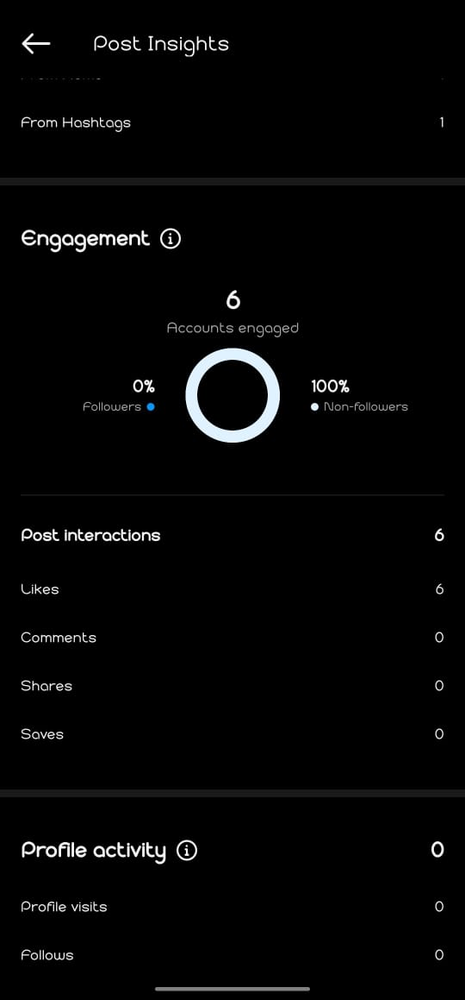 Post Insights
From Hashtags 1
Engagement
6
Accounts engaged
0% 100%
Followers Non-followers
Post interactions 6
Likes 6
Comments 0
Shares 0
Saves 0
Profile activity 0
Profile visits 0
Follows 0